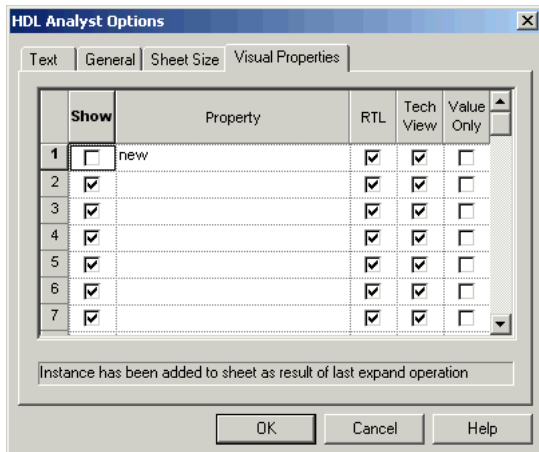 HDL Analyst Options
Text General Sheet Size Visual Properties
Show Property RTL Tech View Value Only
1 new
2
3
4
5
6
7
Instance has been added to sheet as result of last expand operation
OK Cancel Help